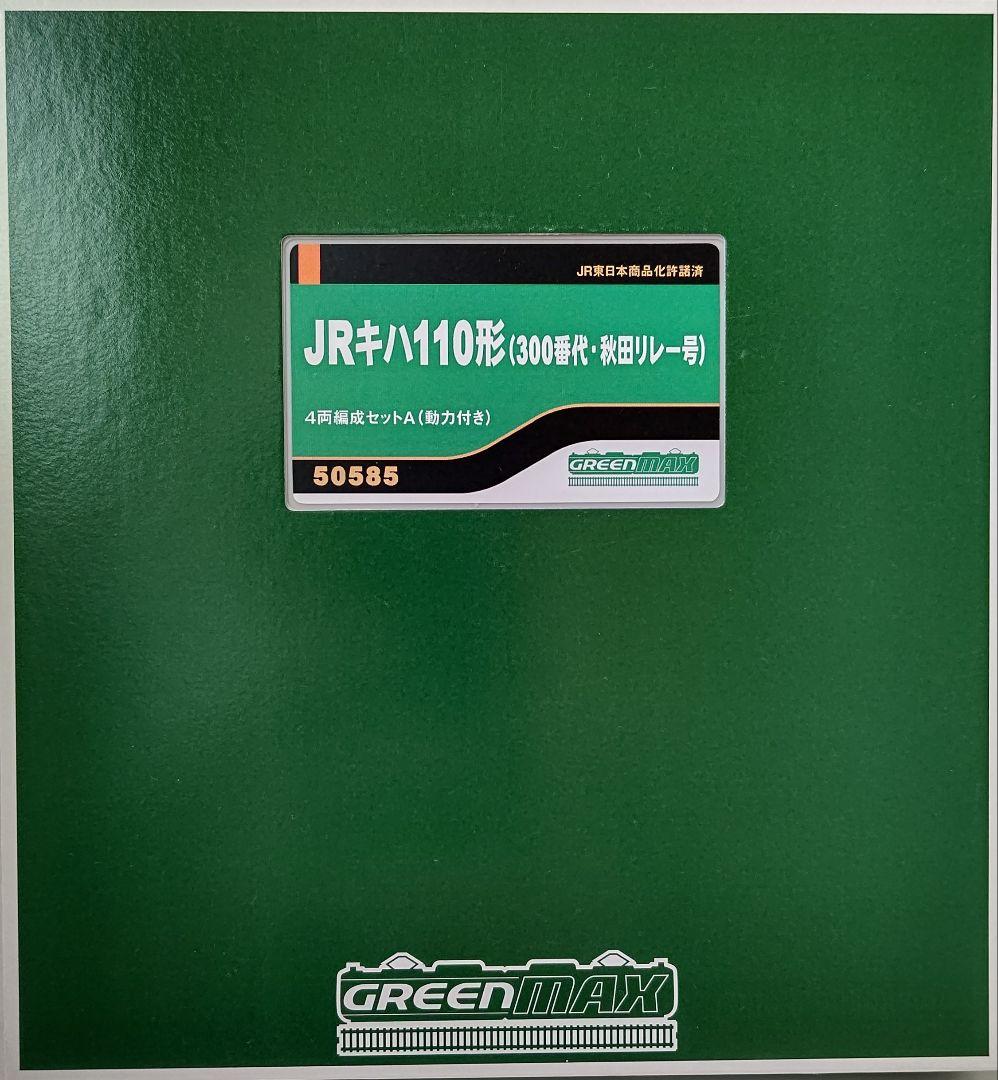 JR東日本商品化許諾済
JRキハ110形(300番代・秋田リレー号)
4両編成セットA(動力付き)
50585
GREENMAX
GREENMAX